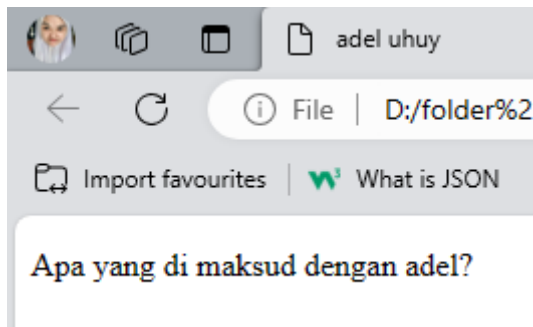 adel uhuy
File | D:/folder%2
Import favourites | What is JSON
Apa yang di maksud dengan adel?